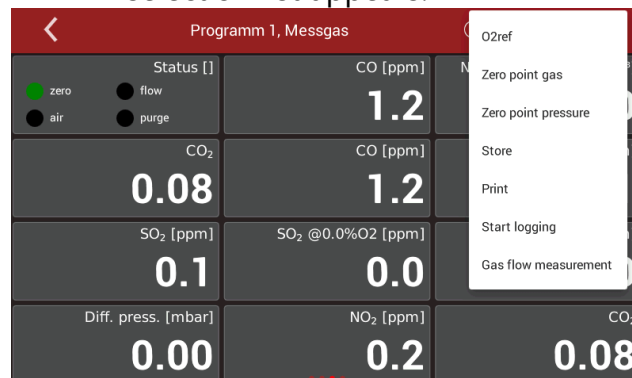 Programm 1, Messgas
O2ref
Zero point gas
Zero point pressure
Store
Print
Start logging
Gas flow measurement
Status []
zero
flow
air
purge
CO [ppm]
1.2
N
CO₂
0.08
CO [ppm]
1.2
SO₂ [ppm]
0.1
SO₂ @0.0%O2 [ppm]
0.0
Diff. press. [mbar]
0.00
NO₂ [ppm]
0.2
CO₂
0.08